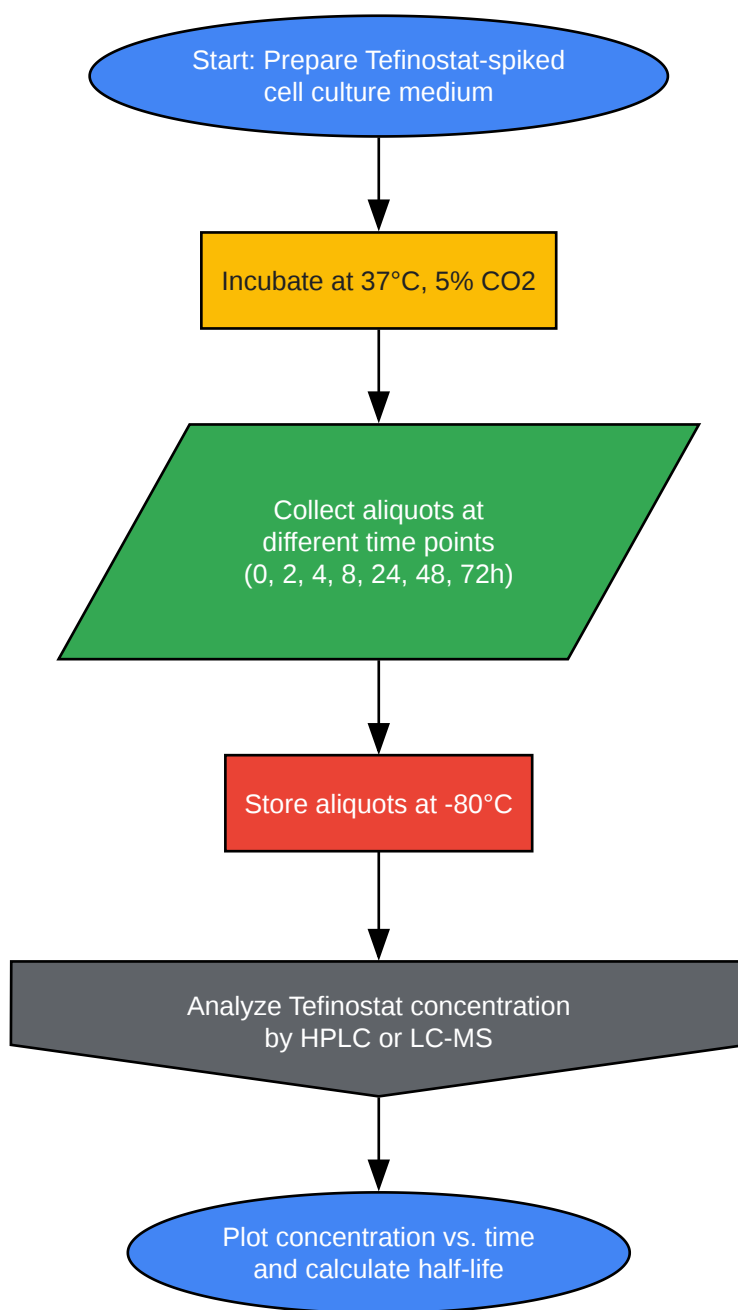 Start: Prepare Tefinostat-spiked
cell culture medium
Incubate at 37°C, 5% CO2
Collect aliquots at
different time points
(0, 2, 4, 8, 24, 48, 72h)
Store aliquots at -80°C
Analyze Tefinostat concentration
by HPLC or LC-MS
Plot concentration vs. time
and calculate half-life